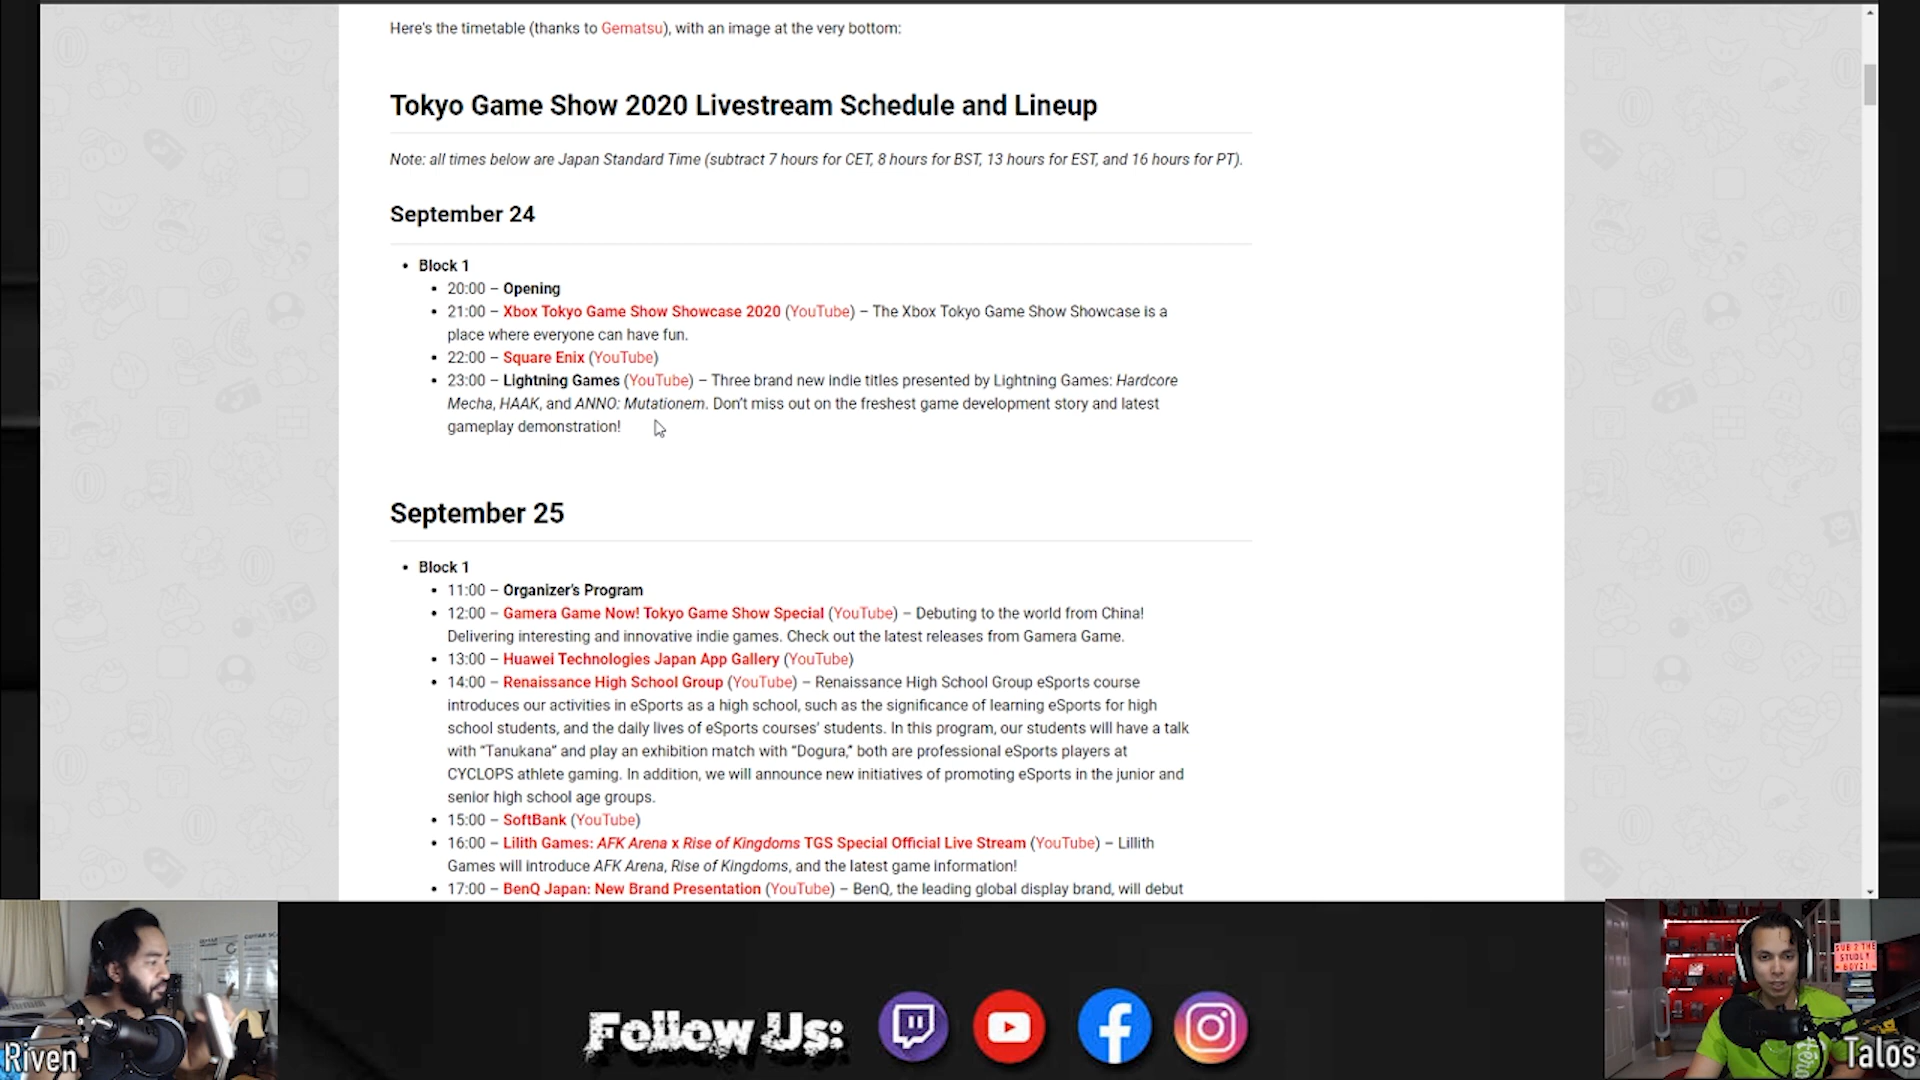 Here's the timetable (thanks to Gematsu), with an image at the very bottom:
Tokyo Game Show 2020 Livestream Schedule and Lineup
Note: all times below are Japan Standard Time (subtract 7 hours for CET, 8 hours for BST, 13 hours for EST, and 16 hours for PT).
September 24
• Block 1
• 20:00 – Opening
• 21:00 – Xbox Tokyo Game Show Showcase 2020 (YouTube) – The Xbox Tokyo Game Show Showcase is a
place where everyone can have fun.
• 22:00 – Square Enix (YouTube)
• 23:00 – Lightning Games (YouTube) – Three brand new indie titles presented by Lightning Games: Hardcore
Mecha, HAAK, and ANNO: Mutationem. Don't miss out on the freshest game development story and latest
gameplay demonstration!
September 25
• Block 1
• 11:00 – Organizer's Program
• 12:00 – Gamera Game Now! Tokyo Game Show Special (YouTube) – Debuting to the world from China!
Delivering interesting and innovative indie games. Check out the latest releases from Gamera Game.
• 13:00 – Huawei Technologies Japan App Gallery (YouTube)
• 14:00 – Renaissance High School Group (YouTube) – Renaissance High School Group eSports course
introduces our activities in eSports as a high school, such as the significance of learning eSports for high
school students, and the daily lives of eSports courses' students. In this program, our students will have a talk
with "Tanukana" and play an exhibition match with "Dogura," both are professional eSports players at
CYCLOPS athlete gaming. In addition, we will announce new initiatives of promoting eSports in the junior and
senior high school age groups.
• 15:00 – SoftBank (YouTube)
• 16:00 – Lilith Games: AFK Arena x Rise of Kingdoms TGS Special Official Live Stream (YouTube) – Lillith
Games will introduce AFK Arena, Rise of Kingdoms, and the latest game information!
• 17:00 – BenQ Japan: New Brand Presentation (YouTube) – BenQ, the leading global display brand, will debut
SUB 2 THE
STUDLY
BOYZ!
Follow Us:
Riven
Talos